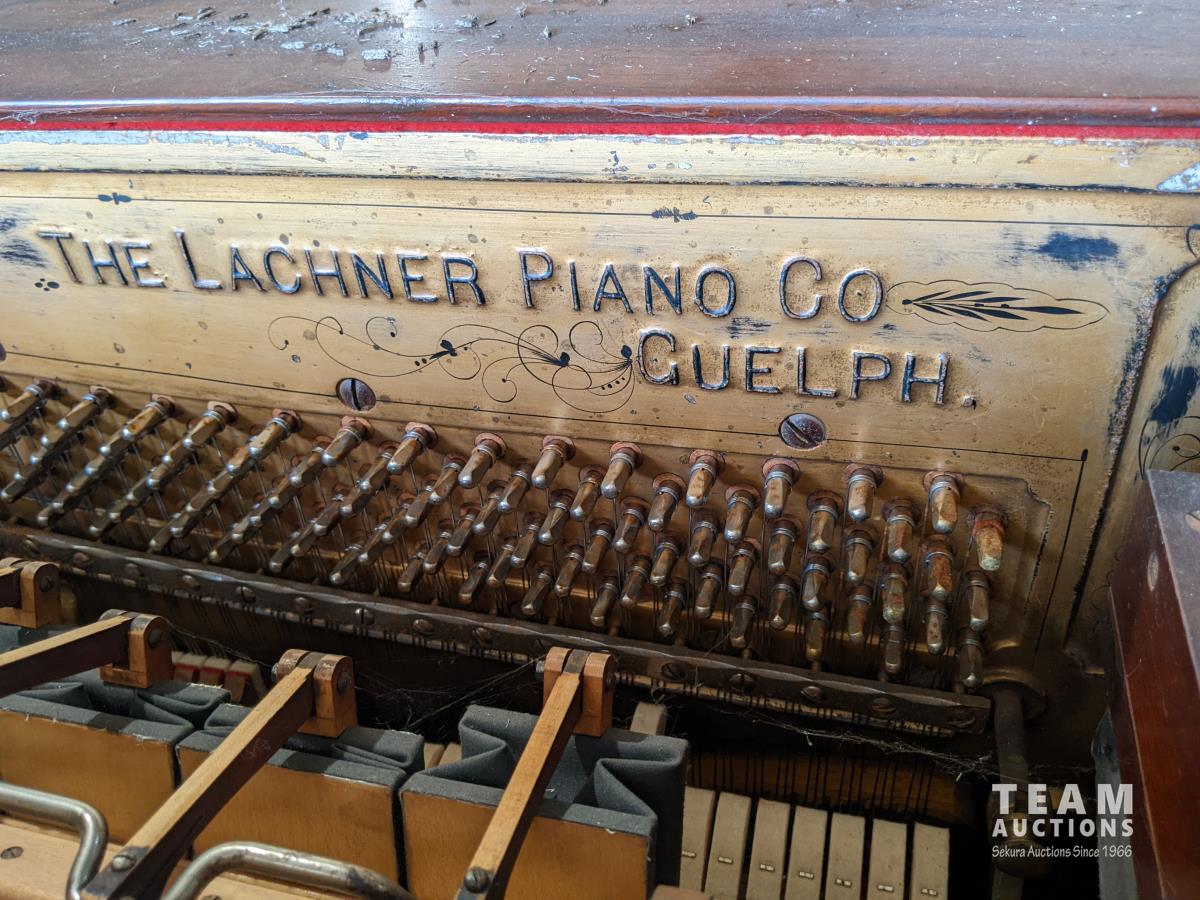 THE LACHNER PIANO CO
GUELPH.
TEAM
AUCTIONS
Sekura Auctions Since 1966